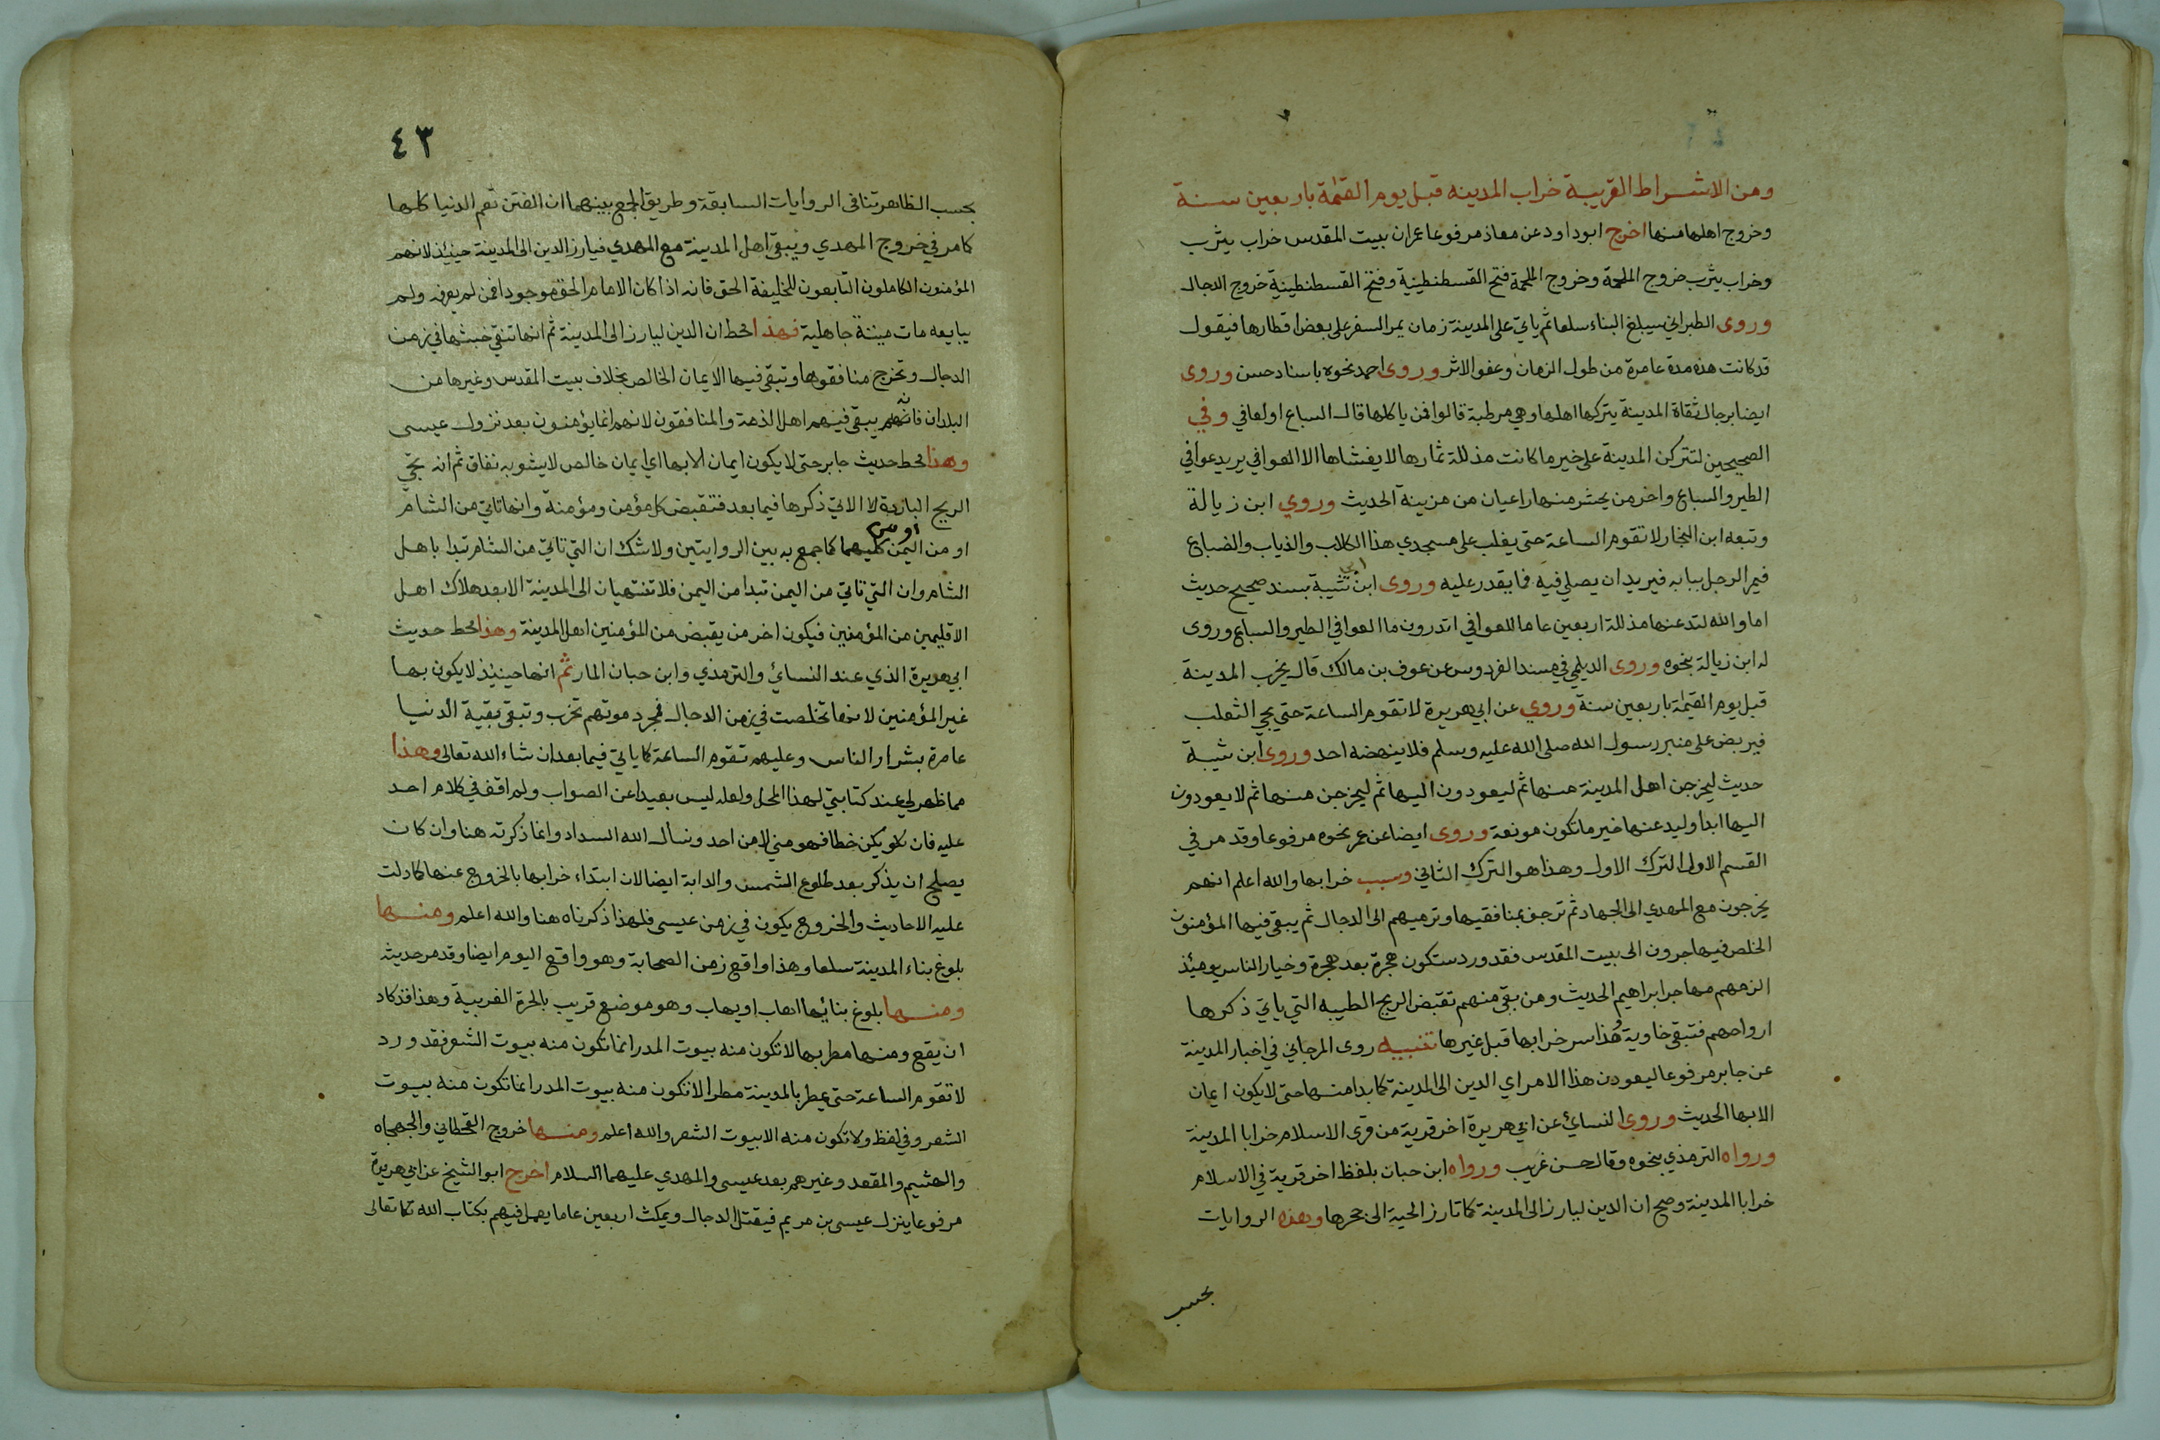 ومن الاشراط القريبة خراب المدينه قبل يوم القيمة باربعين سنة
وخروج اهلها منها اخرج ابو داود عن معاذ مرفوعا عمران بيت المقدس خراب يثرب
وخراب يثرب خروج الملحمة وخروج الملحمة فتح القسطنطينية وفتح القسطنطينية خروج الدجال
وروى الطبراني سيبلغ البناء سلعا ثم ياتي على المدينة زمان يمر السفر على بعض اقطارها فيقول
قد كانت هذه مدة عامرة من طول الزمان وعفو الاثر وروى احمد نحوه باسناد حسن وروى
ايضا برجال ثقاة المدينة يتركها اهلها وهي مرطبة قالوا فمن ياكلها قال السباع والعافي وفي
الصحيحين لتتركن المدينة على خير ما كانت مذللة ثمارها لا يغشاها الا العوافي يريد عوافي
الطير والسباع واخر من يحشر منها راعيان من مزينة الحديث وروي ابن زبالة
وتبعه ابن النجار لا تقوم الساعة حتى يغلب على مسجدي هذا الكلاب والذياب والضباع
فيمر الرجل ببابه فيريد ان يصلي فيه فما يقدر عليه وروى ابن ابي شيبة بسند صحيح حديث
اما والله لتدعنها مذللة اربعين عاما للعوافي اتدرون ما العوافي الطير والسباع وروى
له ابن زبالة بنحوه وروى الديلمي في مسند الفردوس عن عوف بن مالك قال يخرب المدينة
قبل يوم القيمة باربعين سنة وروي عن ابي هريرة لا تقوم الساعة حتى يجي الثعلب
فيربض على منبر رسول الله صلى الله عليه وسلم فلا ينهضه احد وروى ابن شيبة
حديث ليخرجن اهل المدينة منها ثم ليعودون اليها ثم ليخرجن منها ثم لا يعودون
اليها ابدا وليدعنها خير ما تكون مونعة وروى ايضا عن عمر نحوه مرفوعا وقد مر في
القسم الاول الترك الاول وهذا هو الترك الثاني وسبب خرابها والله اعلم انهم
يخرجون مع المهدي الى الجهاد ثم ترجف بمنافقيها وترميهم الى الدجال ثم يبقى فيها المؤمنون
الخلص فيهاجرون الى بيت المقدس فقد ورد ستكون هجرة بعد هجرة وخيار الناس يومئذ
الزمهم مهاجر ابراهيم الحديث ومن بقي منهم تقبض الريح الطيبه التي ياتي ذكرها
ارواحهم فتبقى خاوية وهذا سر خرابها قبل غيرها تنبيه روى المرجاني في اخبار المدينة
عن جابر مرفوعا ليعودن هذا الامر اي الدين الى المدينة كما بدا منها حتى لا يكون ايمان
الا بها الحديث وروى النسائي عن ابي هريرة اخر قرية من قرى الاسلام خرابا المدينة
ورواه الترمذي بنحوه وقال حسن غريب ورواه ابن حبان بلفظ اخر قرية في الاسلام
خرابا المدينة وصح ان الدين ليارز الى المدينة كما تارز الحية الى جحرها وهذه الروايات
بحسب
٤٣
بحسب الظاهر تنافي الروايات السابقة وطريق الجمع بينهما ان الفتن تعم الدنيا كلها
كما مر في خروج المهدي ويبقى اهل المدينة مع المهدي فيارز الدين الى المدينة حينئذ لانهم
المؤمنون الكاملون التابعون للخليفة الحق فانه اذا كان الامام الحق موجودا فمن لم يعرفه ولم
يبايعه مات ميتة جاهلية فهذا محط ان الدين ليارز الى المدينة ثم انها تنفي خبثها في زمن
الدجال وتخرج منافقوها وتبقى فيها الايمان الخالص بخلاف بيت المقدس وغيرها من
البلدان فانه يبقى فيهم اهل الذمة والمنافقون لانهم انما يؤمنون بعد نزول عيسى
وهذا محط حديث جابر حتى لا يكون ايمان الا بها اي ايمان خالص لا يشوبه نفاق ثم انه يجي
الريح الباردة الاتي ذكرها فيما بعد فتقبض كل مؤمن ومؤمنة وانها تاتي من الشام
او من اليمن او من كليهما كما جمع به بين الروايتين ولا شك ان التي تاتي من الشام تبدا باهل
الشام وان التي تاتي من اليمن تبدا من اليمن فلا تنتهيان الى المدينة الا بعد هلاك اهل
الاقليمين من المؤمنين فيكون اخر من يقبض من المؤمنين اهل المدينة وهذا محط حديث
ابي هريرة الذي عند النسائي والترمذي وابن حبان المار ثم انها حينئذ لا يكون بها
غير المؤمنين لانها تخلصت في زمن الدجال فبمجرد موتهم تخرب وتبقى بقية الدنيا
عامرة بشرار الناس وعليهم تقوم الساعة كما ياتي فيما بعد ان شاء الله تعالى وهذا
مما ظهر لي عند كتابتي لهذا المحل ولعله ليس بعيدا عن الصواب ولم اقف في كلام احد
عليه فان يكن خطا فهو مني لا من احد ونسال الله السداد وانما ذكرته هنا وان كان
يصلح ان يذكر بعد طلوع الشمس والدابة ايضا لان ابتداء خرابها بالخروج عنها كما دلت
عليه الاحاديث والخروج يكون في زمن عيسى فلهذا ذكرناه هنا والله اعلم ومنها
بلوغ بناء المدينة سلعا وهذا واقع زمن الصحابة وهو واقع اليوم ايضا وقد مر حديثه
ومنها بلوغ بنائها اهاب او يهاب وهو موضع قريب بالحرة الغربية وهذا قد كاد
ان يقع ومنها مطر بها لا تكون منه بيوت المدر انما تكون منه بيوت الشعر فقد ورد
لا تقوم الساعة حتى يمطر بالمدينة مطر الا تكون منه بيوت المدر انما تكون منه بيوت
الشعر وفي لفظ ولا تكون منه الا بيوت الشعر والله اعلم ومنها خروج القحطاني والجهجاه
والهشيم والمقعد وغيرهم بعد عيسى والمهدي عليهما السلام اخرج ابو الشيخ عن ابي هريرة
مرفوعا ينزل عيسى بن مريم فيقتل الدجال ويمكث اربعين عاما يعمل فيهم بكتاب الله تعالى